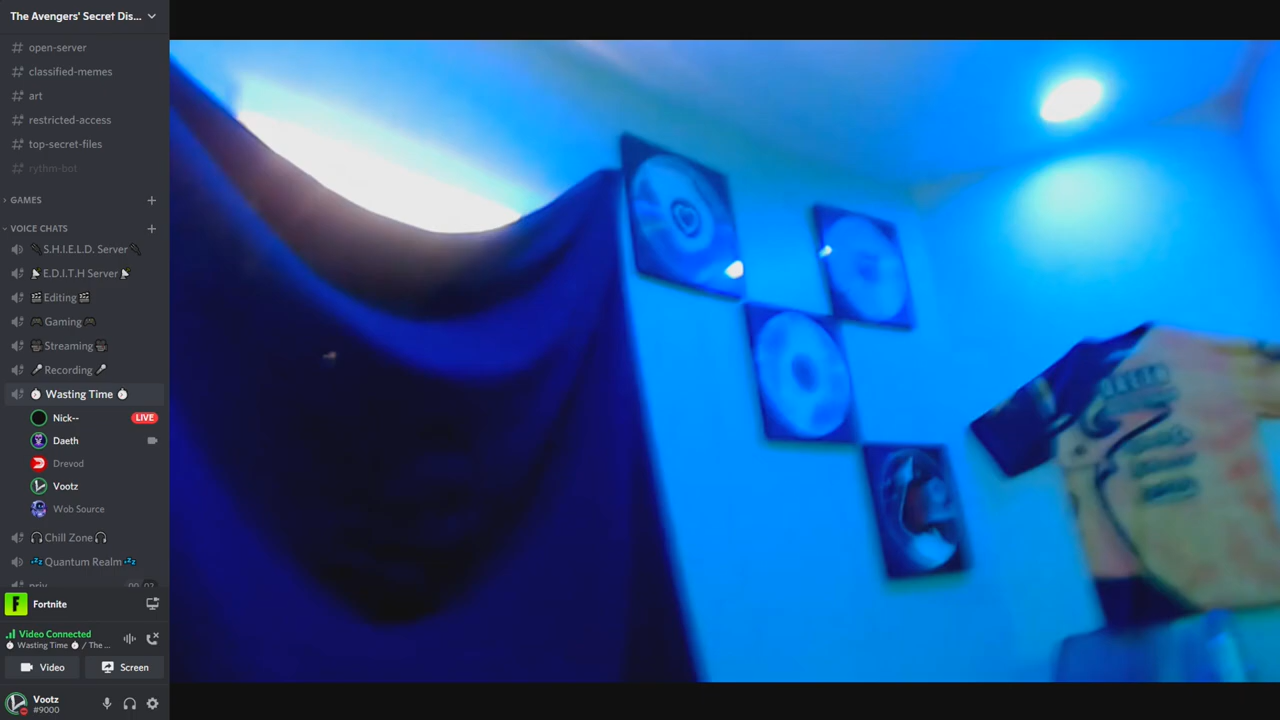 The Avengers' Secret Dis...
open-server
classified-memes
art
restricted-access
top-secret-files
rythm-bot
GAMES
VOICE CHATS
S.H.I.E.L.D. Server
E.D.I.T.H Server
Editing
Gaming
Streaming
Recording
Wasting Time
Nick--
LIVE
Daeth
Drevod
Vootz
Wob Source
Chill Zone
Quantum Realm
priv
Fortnite
Video Connected
Wasting Time / The ...
Video
Screen
Vootz
#9000